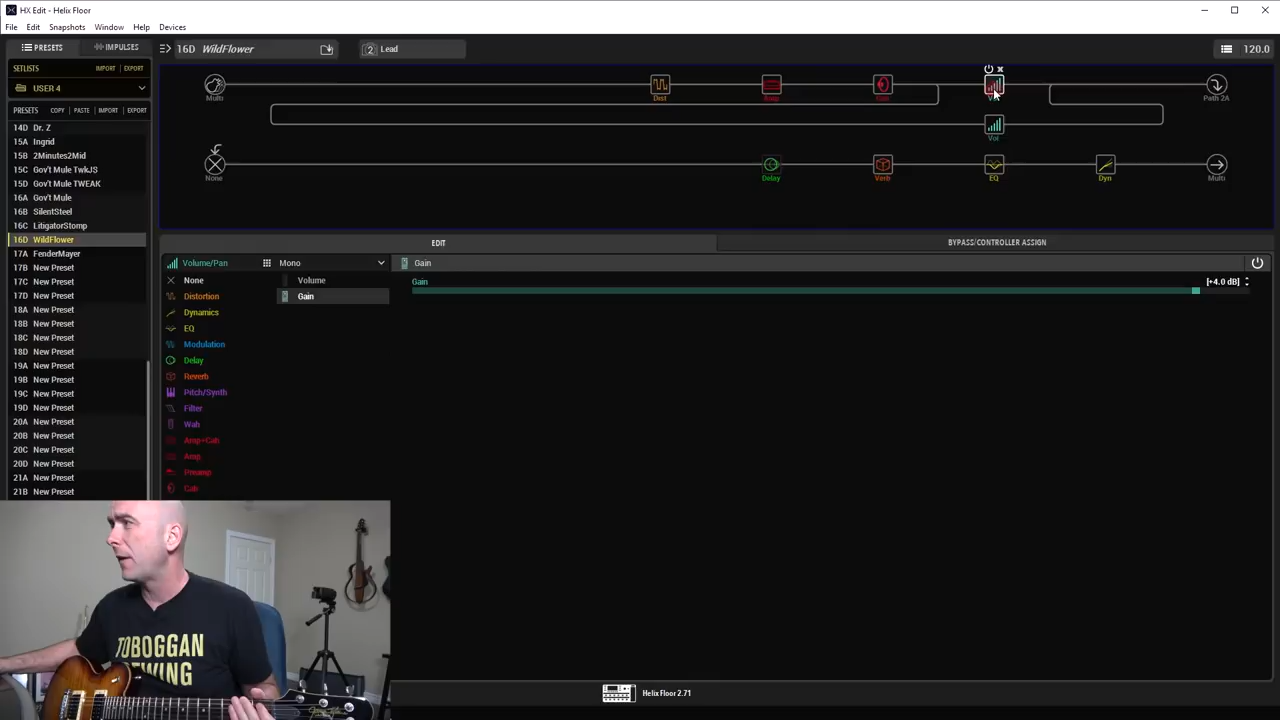 HX Edit - Helix Floor
File Edit Snapshots Window Help Devices
PRESETS IMPULSES
16D WildFlower
2 Lead
120.0
SETLISTS IMPORT EXPORT
USER 4
PRESETS COPY PASTE IMPORT EXPORT
14D Dr. Z
15A Ingrid
15B 2Minutes2Mid
15C Gov't Mule TwkJS
15D Gov't Mule TWEAK
16A Gov't Mule
16B SilentSteel
16C LitigatorStomp
16D WildFlower
17A FenderMayer
17B New Preset
17C New Preset
17D New Preset
18A New Preset
18B New Preset
18C New Preset
18D New Preset
19A New Preset
19B New Preset
19C New Preset
19D New Preset
20A New Preset
20B New Preset
20C New Preset
20D New Preset
21A New Preset
21B New Preset
Multi Dist Amp Path 2A
Vol
None Delay Verb EQ Dyn Multi
EDIT BYPASS/CONTROLLER ASSIGN
Volume/Pan Mono Gain
None Volume
Distortion Gain
Dynamics
EQ
Modulation
Delay
Reverb
Pitch/Synth
Filter
Wah
Amp+Cab
Amp
Preamp
Cab
Gain [+4.0 dB]
TOBOGGAN
Helix Floor 2.71